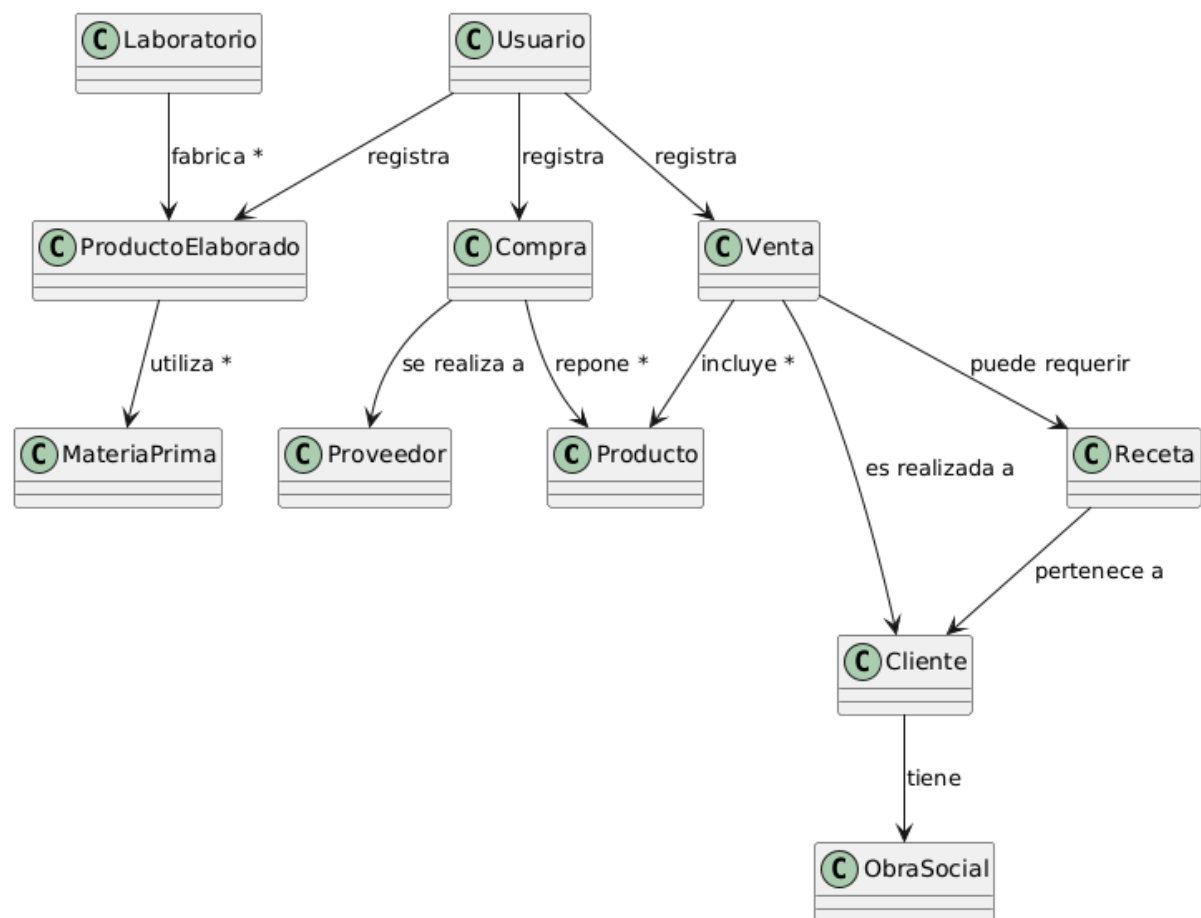 C Laboratorio
C Usuario
fabrica *
registra
registra
registra
C ProductoElaborado
C Compra
C Venta
utiliza *
se realiza a
repone *
incluye *
puede requerir
C MateriaPrima
C Proveedor
C Producto
es realizada a
C Receta
pertenece a
C Cliente
tiene
C ObraSocial